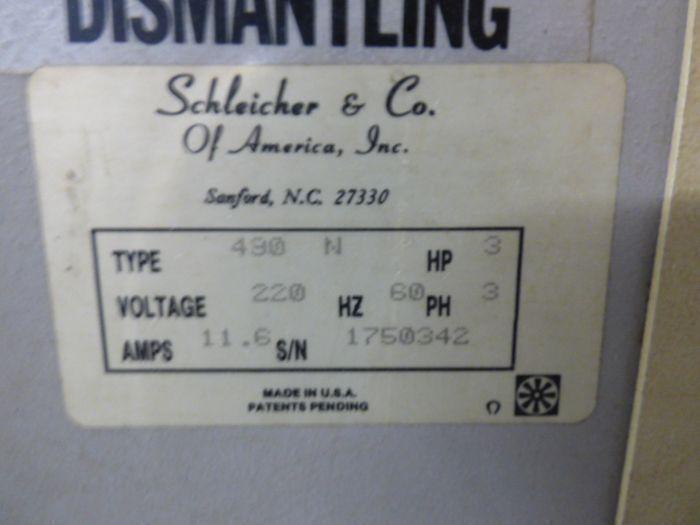 DISMANTLING
Schleicher & Co.
Of America, Inc.
Sanford, N.C. 27330
TYPE 490 N HP 3
VOLTAGE 220 HZ 60 PH 3
AMPS 11.6 S/N 1750342
MADE IN U.S.A.
PATENTS PENDING